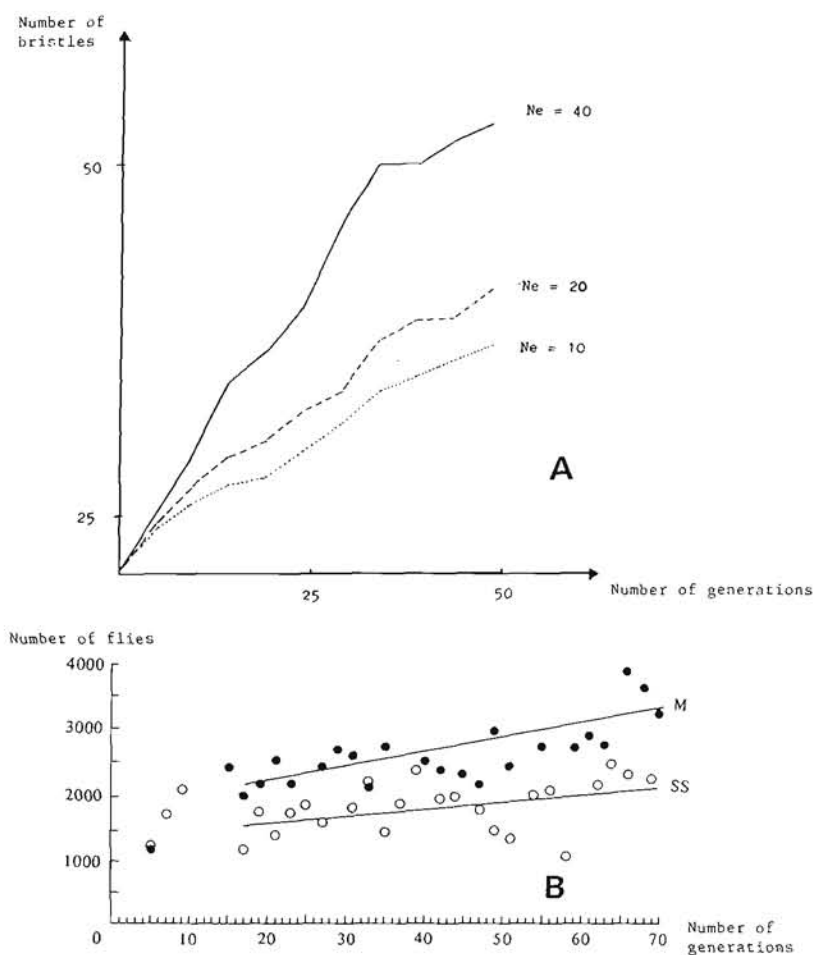 Number of
bristles
Ne = 40
50
Ne = 20
Ne = 10
A
25
25
50
Number of generations
Number of flies
4000
M
3000
2000
SS
1000
B
0
10
20
30
40
50
60
70
Number of
generations